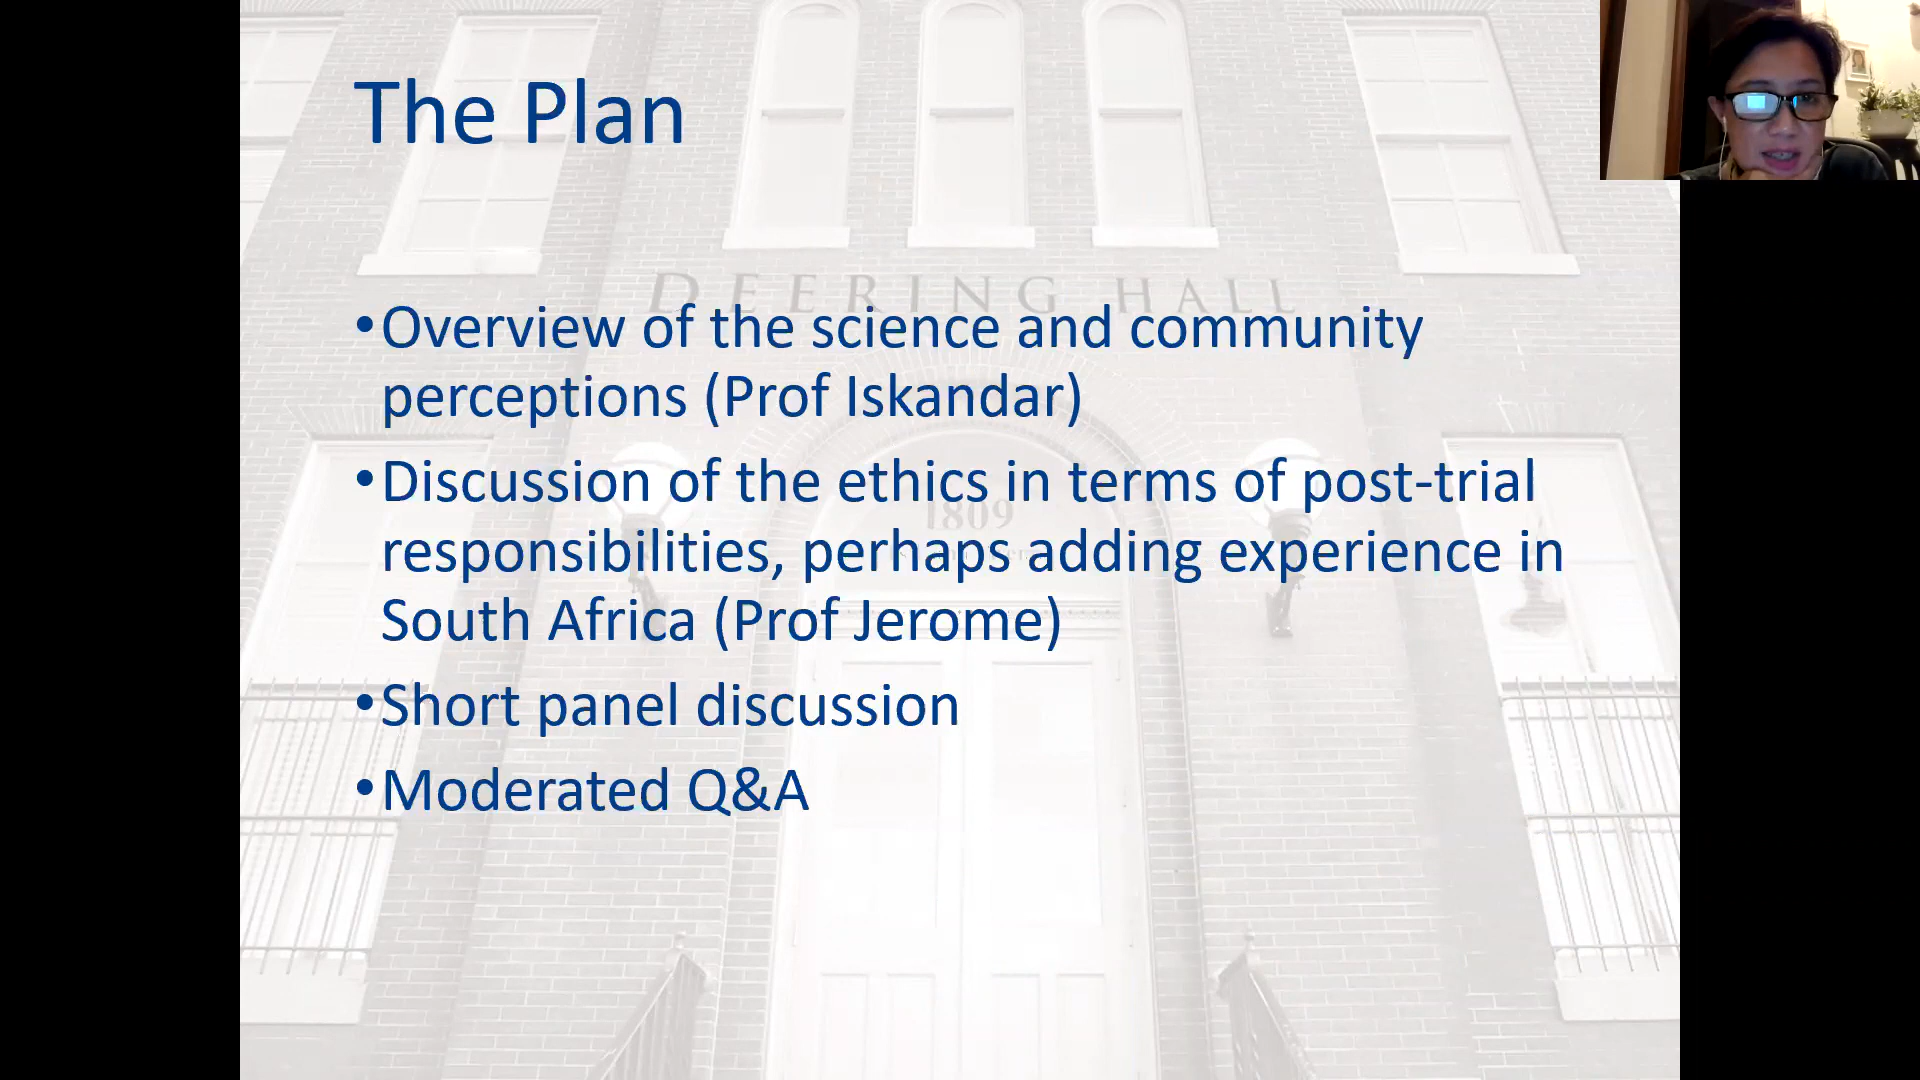 The Plan
DEERING HALL
•Overview of the science and community
perceptions (Prof Iskandar)
•Discussion of the ethics in terms of post-trial
1809
responsibilities, perhaps adding experience in
South Africa (Prof Jerome)
•Short panel discussion
•Moderated Q&A